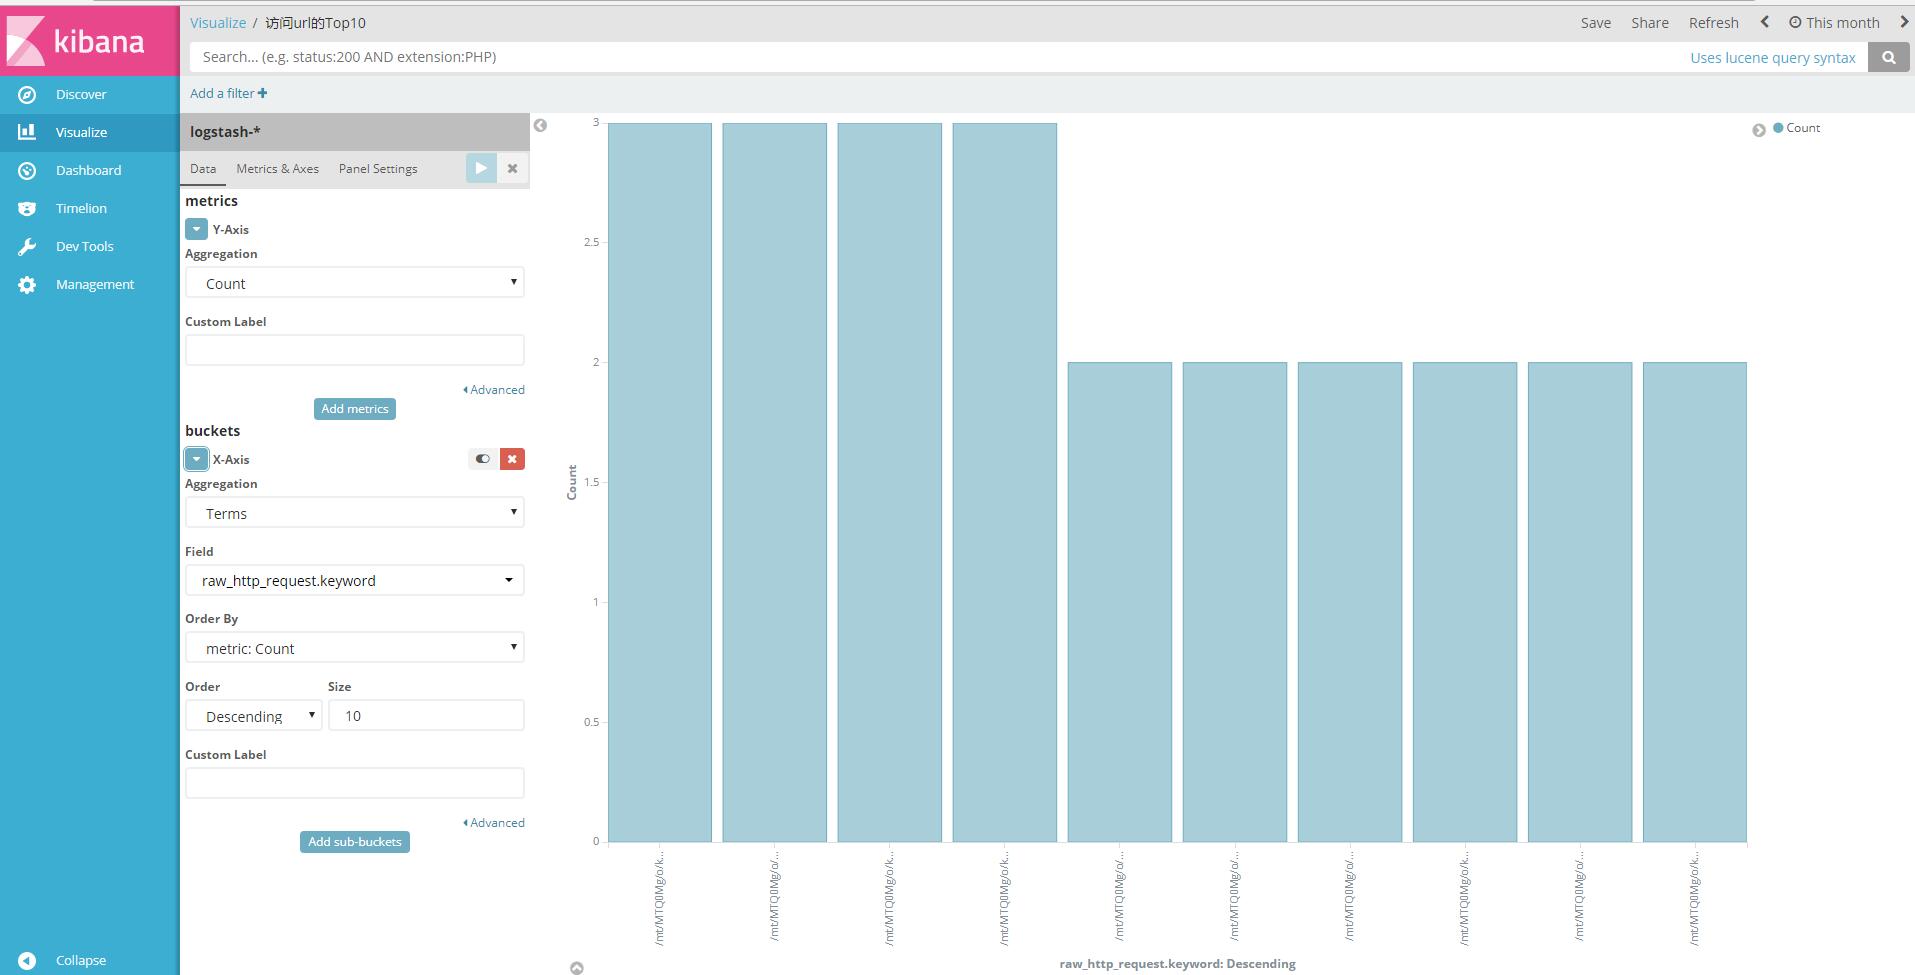 kibana
Discover
Visualize
Dashboard
Timelion
Dev Tools
Management
Collapse
Visualize / 访问url的Top10
Save Share Refresh This month
Search... (e.g. status:200 AND extension:PHP)
Uses lucene query syntax
Add a filter
logstash-*
Data Metrics & Axes Panel Settings
metrics
Y-Axis
Aggregation
Count
Custom Label
Advanced
Add metrics
buckets
X-Axis
Aggregation
Terms
Field
raw_http_request.keyword
Order By
metric: Count
Order Size
Descending 10
Custom Label
Advanced
Add sub-buckets
Count
3
2.5
2
1.5
1
0.5
0
Count
/mt/MTQ0Mg/o/k...
/mt/MTQ0Mg/o/...
/mt/MTQ0Mg/o/k...
/mt/MTQ0Mg/o/k...
/mt/MTQ0Mg/o/...
/mt/MTQ0Mg/o/...
/mt/MTQ0Mg/o/...
/mt/MTQ0Mg/o/k...
/mt/MTQ0Mg/o/...
/mt/MTQ0Mg/o/k...
raw_http_request.keyword: Descending